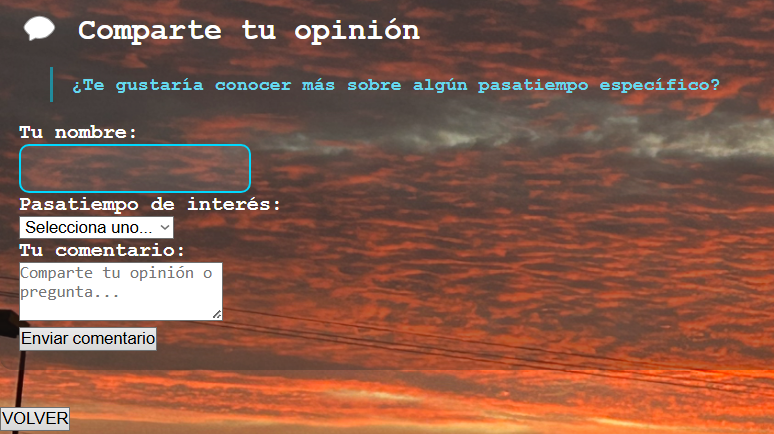 Comparte tu opinión
¿Te gustaría conocer más sobre algún pasatiempo específico?
Tu nombre:
Pasatiempo de interés:
Selecciona uno...
Tu comentario:
Comparte tu opinión o
pregunta...
Enviar comentario
VOLVER